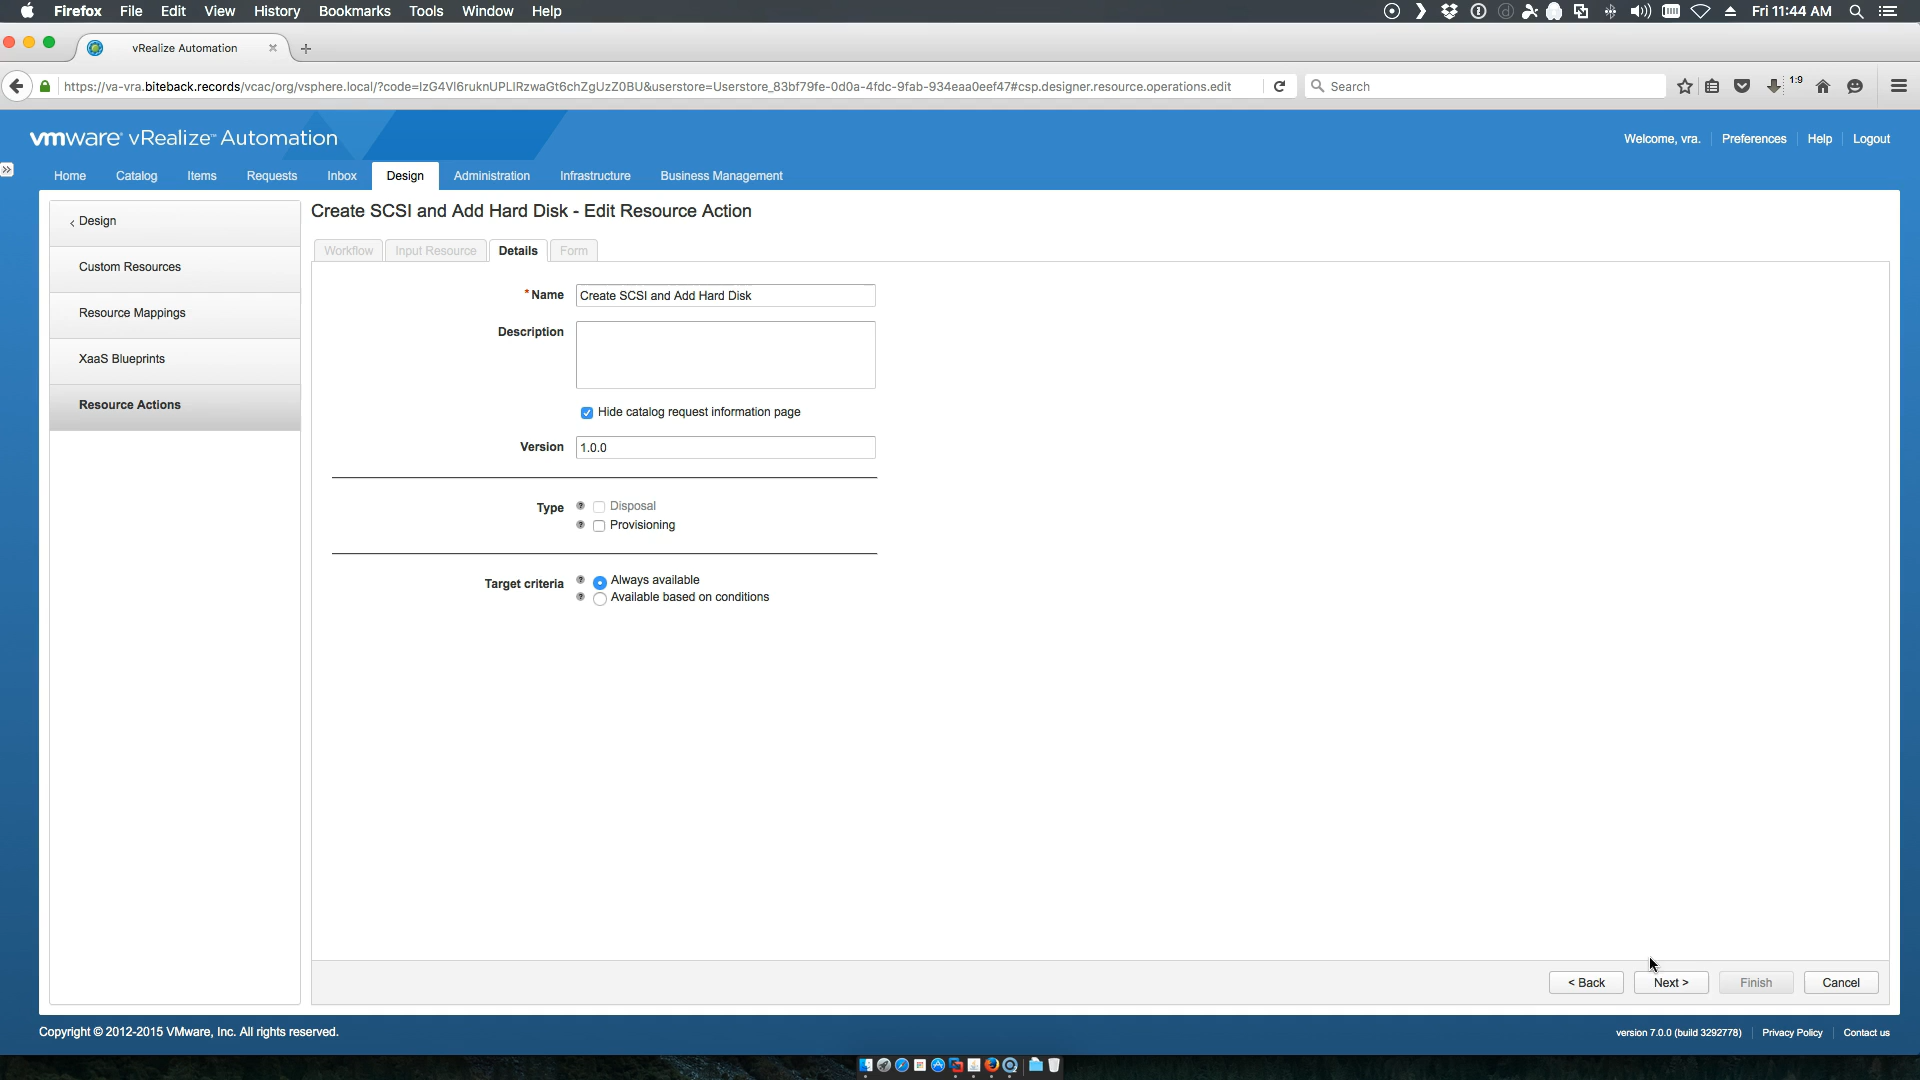 Firefox File Edit View History Bookmarks Tools Window Help
1:9
Fri 11:44 AM
vRealize Automation
https://va-vra.biteback.records/vcac/org/vsphere.local/?code=IzG4Vl6ruknUPLlRzwaGt6chZgUzZ0BU&userstore=Userstore_83bf79fe-0d0a-4fdc-9fab-934eaa0eef47#csp.designer.resource.operations.edit
Search
vmware vRealize Automation
Welcome, vra. Preferences Help Logout
Home Catalog Items Requests Inbox Design Administration Infrastructure Business Management
‹ Design
Custom Resources
Resource Mappings
XaaS Blueprints
Resource Actions
Create SCSI and Add Hard Disk - Edit Resource Action
Workflow Input Resource Details Form
* Name Create SCSI and Add Hard Disk
Description
Hide catalog request information page
Version 1.0.0
Type Disposal
Provisioning
Target criteria Always available
Available based on conditions
< Back Next > Finish Cancel
Copyright © 2012-2015 VMware, Inc. All rights reserved.
version 7.0.0 (build 3292778) Privacy Policy Contact us